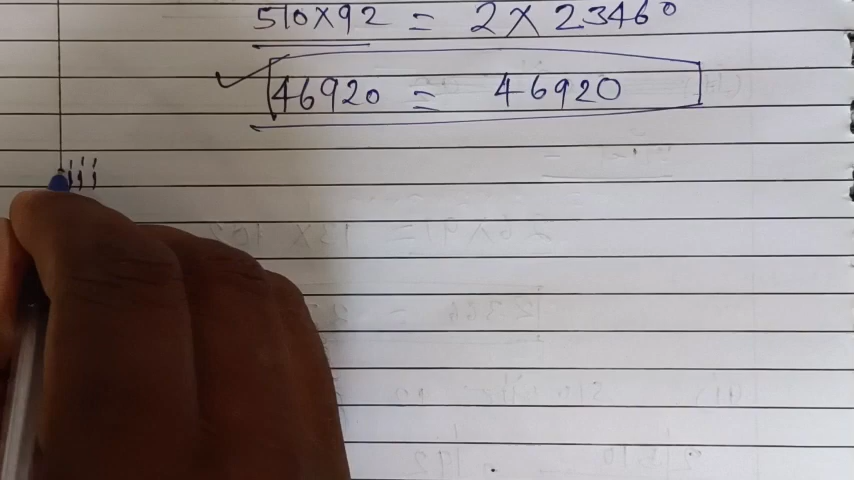 510×92 = 2×23460
46920 = 46920
iii